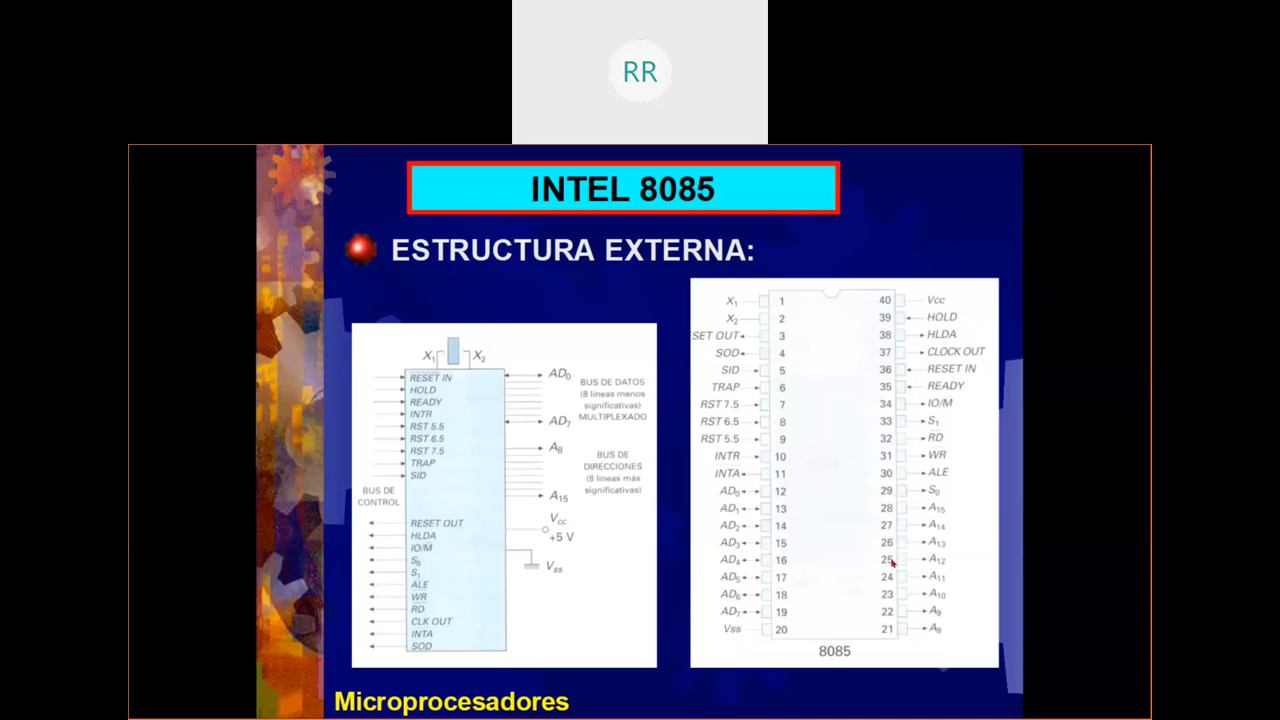 RR
INTEL 8085
ESTRUCTURA EXTERNA:
X1 X2
RESET IN
HOLD
READY
INTR
RST 5.5
RST 6.5
RST 7.5
TRAP
SID
BUS DE
CONTROL
RESET OUT
HLDA
IO/M
S0
S1
ALE
WR
RD
CLK OUT
INTA
SOD
AD0
AD7
BUS DE DATOS
(8 líneas menos
significativas)
MULTIPLEXADO
A8
A15
BUS DE
DIRECCIONES
(8 líneas más
significativas)
Vcc
+5 V
Vss
X1 1 40 Vcc
X2 2 39 HOLD
SET OUT 3 38 HLDA
SOD 4 37 CLOCK OUT
SID 5 36 RESET IN
TRAP 6 35 READY
RST 7.5 7 34 IO/M
RST 6.5 8 33 S1
RST 5.5 9 32 RD
INTR 10 31 WR
INTA 11 30 ALE
AD0 12 29 S0
AD1 13 28 A15
AD2 14 27 A14
AD3 15 26 A13
AD4 16 25 A12
AD5 17 24 A11
AD6 18 23 A10
AD7 19 22 A9
Vss 20 21 A8
8085
Microprocesadores